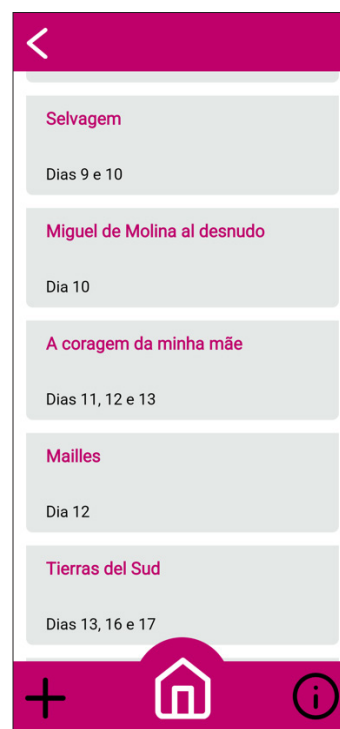 Selvagem
Dias 9 e 10
Miguel de Molina al desnudo
Dia 10
A coragem da minha mãe
Dias 11, 12 e 13
Mailles
Dia 12
Tierras del Sud
Dias 13, 16 e 17